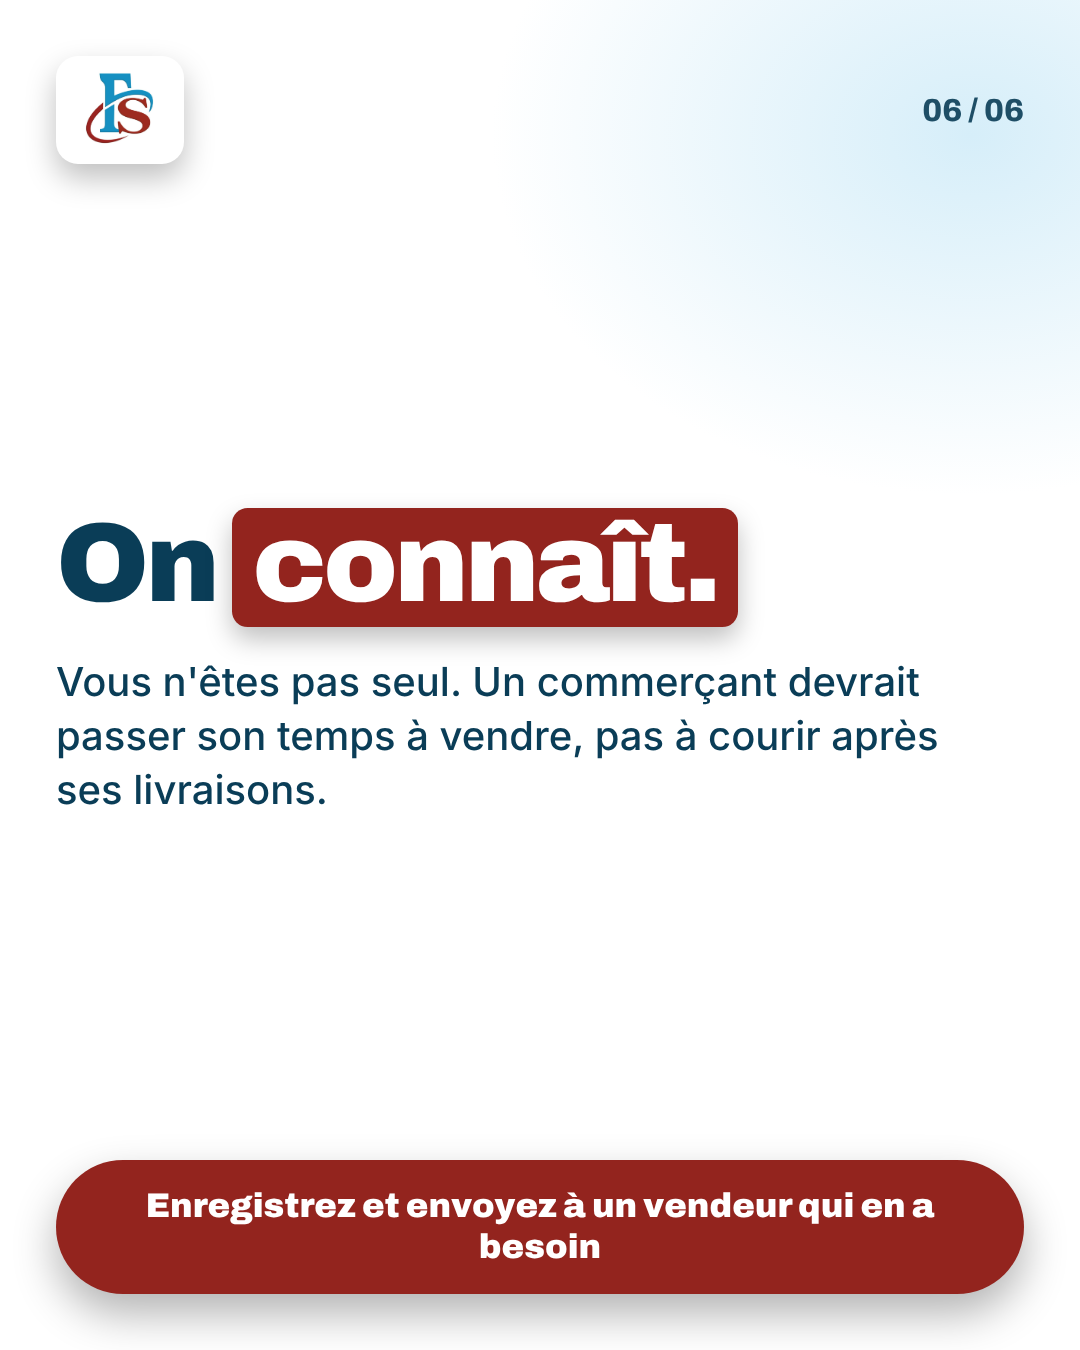 FS
06 / 06
On connaît.
Vous n'êtes pas seul. Un commerçant devrait
passer son temps à vendre, pas à courir après
ses livraisons.
Enregistrez et envoyez à un vendeur qui en a
besoin